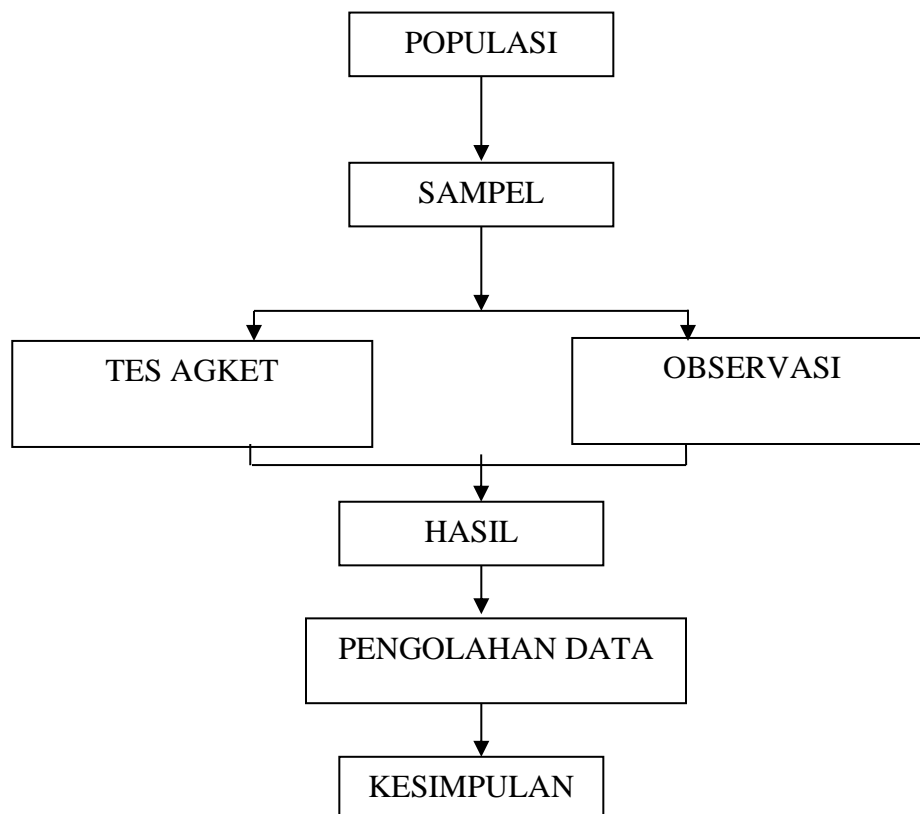 POPULASI
SAMPEL
TES AGKET
OBSERVASI
HASIL
PENGOLAHAN DATA
KESIMPULAN